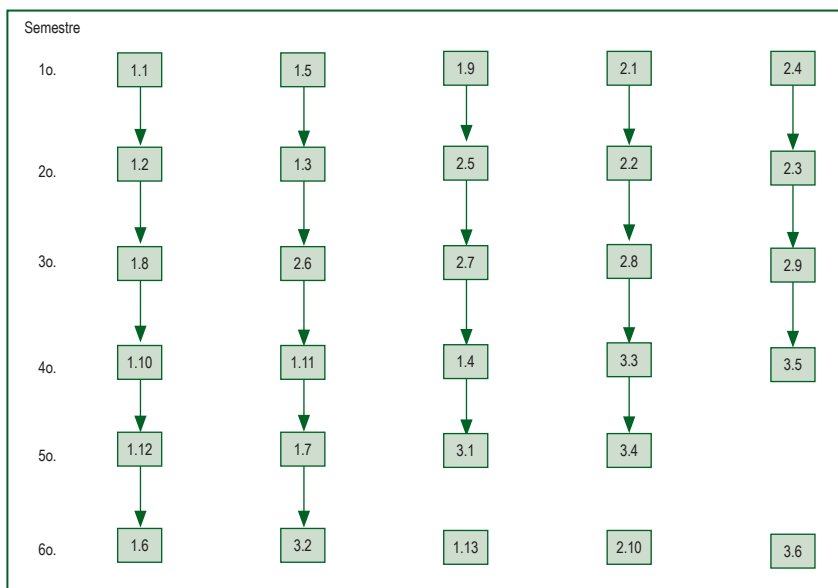 Semestre
1o. 1.1 1.5 1.9 2.1 2.4
2o. 1.2 1.3 2.5 2.2 2.3
3o. 1.8 2.6 2.7 2.8 2.9
4o. 1.10 1.11 1.4 3.3 3.5
5o. 1.12 1.7 3.1 3.4
6o. 1.6 3.2 1.13 2.10 3.6